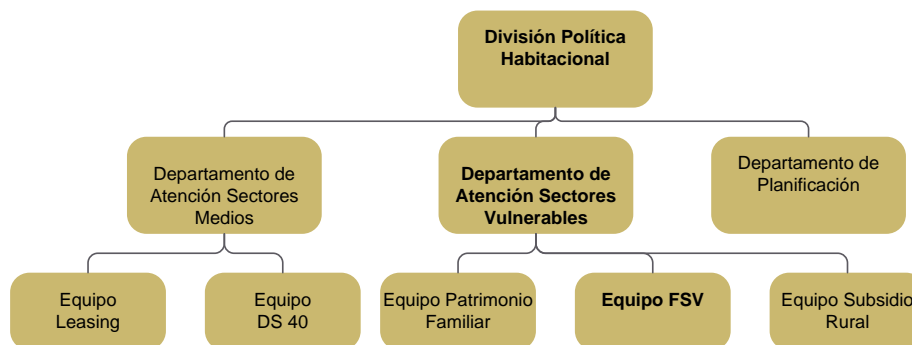 División Política
Habitacional
Departamento de
Atención Sectores
Medios
Departamento de
Atención Sectores
Vulnerables
Departamento de
Planificación
Equipo
Leasing
Equipo
DS 40
Equipo Patrimonio
Familiar
Equipo FSV
Equipo Subsidio
Rural